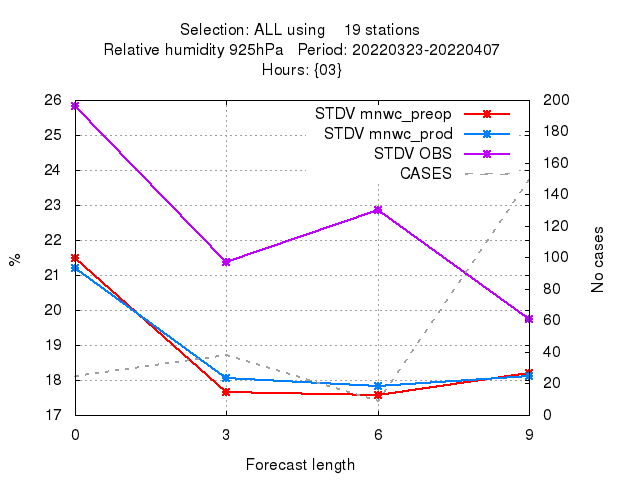 Selection: ALL using    19 stations
Relative humidity 925hPa   Period: 20220323-20220407
Hours: {03}
STDV mnwc_preop
STDV mnwc_prod
STDV OBS
CASES
26
25
24
23
22
21
20
19
18
17
%
200
180
160
140
120
100
80
60
40
20
0
No cases
0 3 6 9
Forecast length